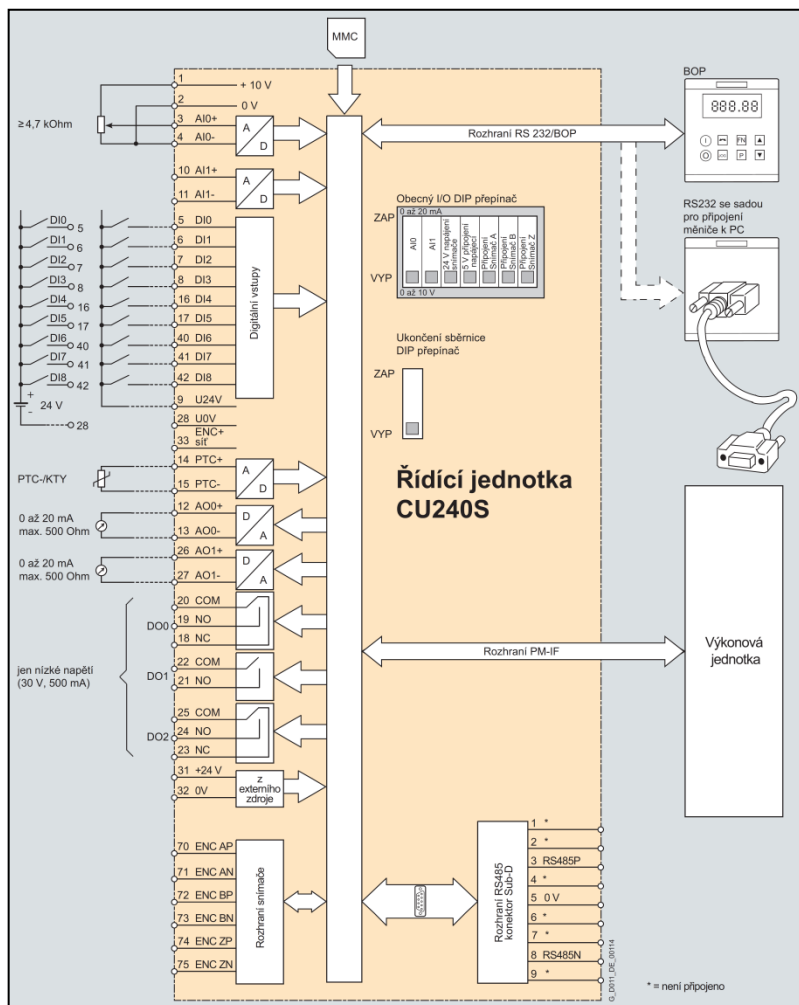 MMC
BOP
888.88
FN
P
1
+ 10 V
2
0 V
≥4,7 kOhm
3 AI0+
4 AI0-
A
D
Rozhraní RS 232/BOP
10 AI1+
11 AI1-
A
D
RS232 se sadou
pro připojení
měniče k PC
Obecný I/O DIP přepínač
ZAP
0 až 20 mA
AI0
AI1
24 V napájení
snímače
5 V připojení
napájecí
Připojení
Snímač A
Připojení
Snímač B
Připojení
Snímač Z
VYP
0 až 10 V
DI0 5
DI1 6
DI2 7
DI3 8
DI4 16
DI5 17
DI6 40
DI7 41
DI8 42
+
24 V
-
28
5 DI0
6 DI1
7 DI2
8 DI3
16 DI4
17 DI5
40 DI6
41 DI7
42 DI8
9 U24V
28 U0V
ENC+
33 síť
Digitální vstupy
Ukončení sběrnice
DIP přepínač
ZAP
VYP
Řídící jednotka
CU240S
PTC-/KTY
14 PTC+
15 PTC-
A
D
0 až 20 mA
max. 500 Ohm
12 AO0+
13 AO0-
D
A
0 až 20 mA
max. 500 Ohm
26 AO1+
27 AO1-
D
A
jen nízké napětí
(30 V, 500 mA)
DO0
20 COM
19 NO
18 NC
DO1
22 COM
21 NO
DO2
25 COM
24 NO
23 NC
Rozhraní PM-IF
Výkonová
jednotka
31 +24 V
32 0V
z
externího
zdroje
70 ENC AP
71 ENC AN
72 ENC BP
73 ENC BN
74 ENC ZP
75 ENC ZN
Rozhraní snímače
Rozhraní RS485
konektor Sub-D
1 *
2 *
3 RS485P
4 *
5 0 V
6 *
7 *
8 RS485N
9 *
* = není připojeno
G_D011_DE_00114